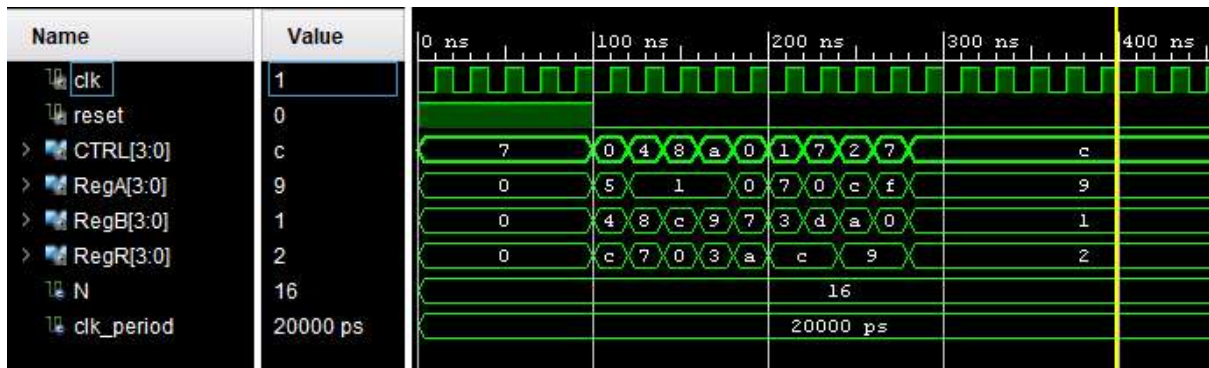 Name Value 0 ns 100 ns 200 ns 300 ns 400 ns
clk 1
reset 0
CTRL[3:0] c 7 0 4 8 a 0 1 7 2 7 c
RegA[3:0] 9 0 5 1 0 7 0 c f 9
RegB[3:0] 1 0 4 8 c 9 7 3 d a 0 1
RegR[3:0] 2 0 c 7 0 3 a c 9 2
N 16 16
clk_period 20000 ps 20000 ps